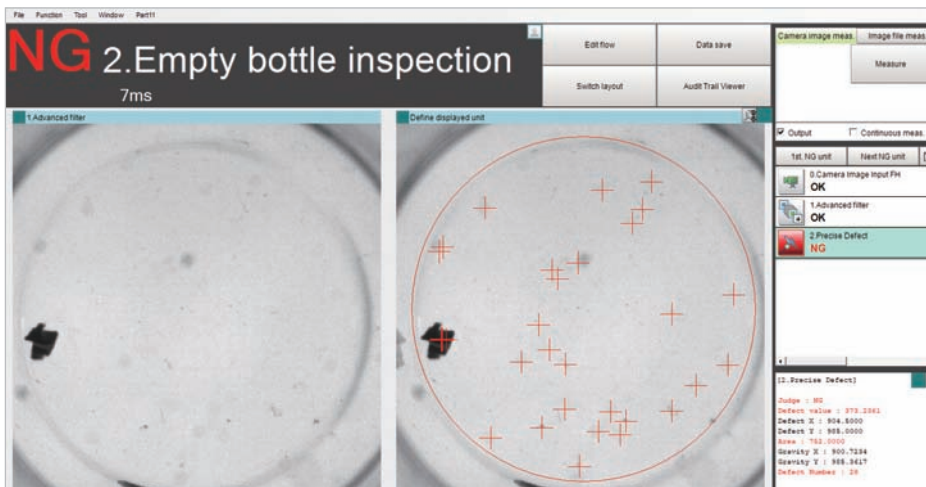 File Function Tool Window Part11
NG 2.Empty bottle inspection
7ms
Edit flow
Data save
Switch layout
Audit Trail Viewer
Camera image meas.
Image file meas.
Measure
Output
Continuous meas.
1st. NG unit
Next NG unit
0.Camera Image Input FH
OK
1.Advanced filter
OK
2.Precise Defect
NG
1.Advanced filter
Define displayed unit
[2.Precise Defect]
Judge : NG
Defect value : 373.2361
Defect X : 904.5000
Defect Y : 985.0000
Area : 752.0000
Gravity X : 900.7234
Gravity Y : 985.3617
Defect Number : 28